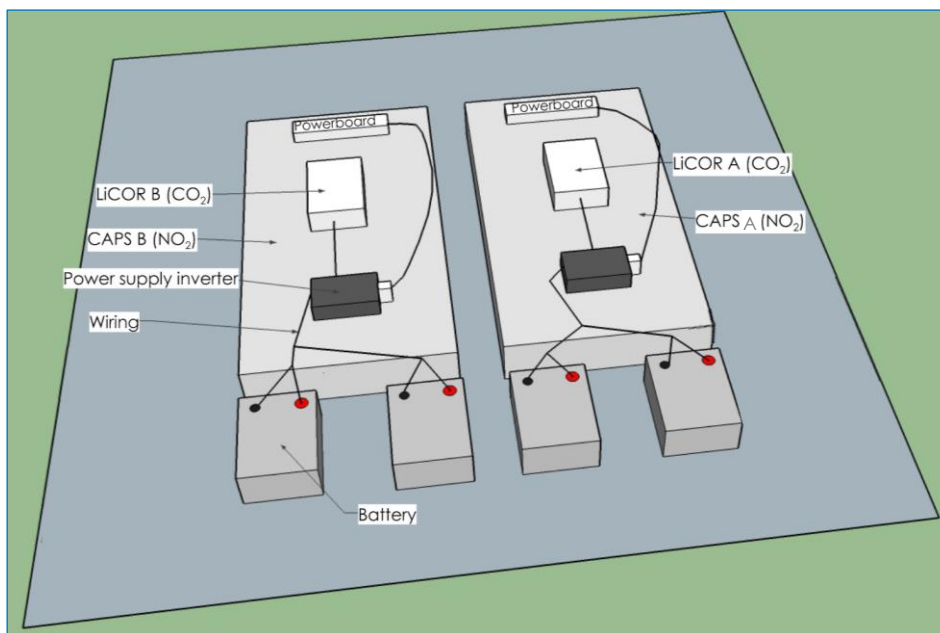 Powerboard
Powerboard
LiCOR B (CO₂)
LiCOR A (CO₂)
CAPS B (NO₂)
CAPS A (NO₂)
Power supply inverter
Wiring
Battery